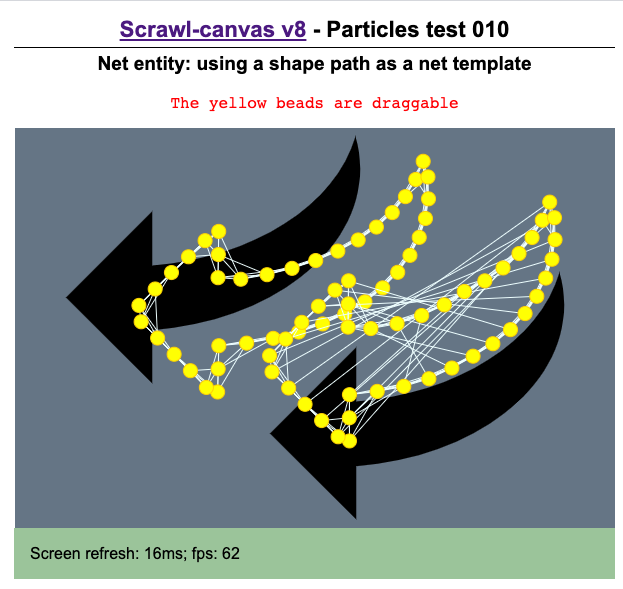 Scrawl-canvas v8 - Particles test 010
Net entity: using a shape path as a net template
The yellow beads are draggable
Screen refresh: 16ms; fps: 62